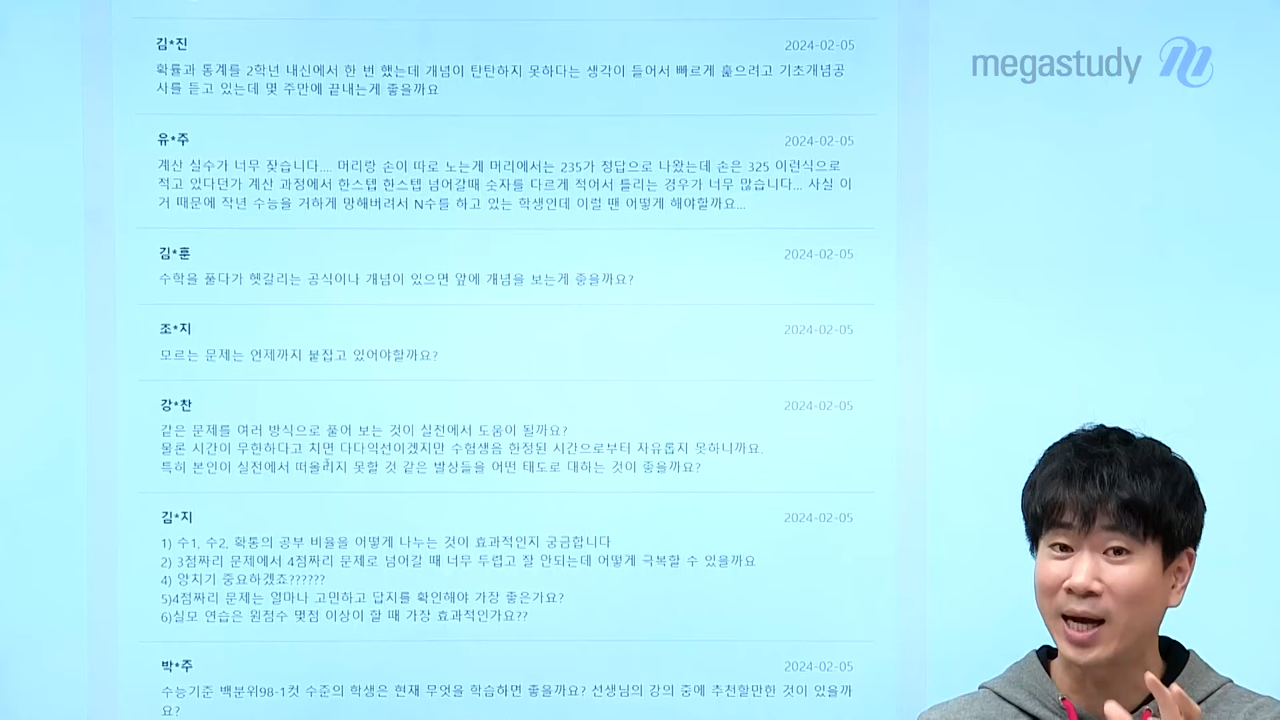 김*진
2024-02-05
megastudy
확률과 통계를 2학년 내신에서 한 번 했는데 개념이 탄탄하지 못하다는 생각이 들어서 빠르게 훑으려고 기초개념공
사를 듣고 있는데 몇 주만에 끝내는게 좋을까요
유*주
2024-02-05
계산 실수가 너무 잦습니다.... 머리랑 손이 따로 노는게 머리에서는 235가 정답으로 나왔는데 손은 325 이런식으로
적고 있다던가 계산 과정에서 한스텝 한스텝 넘어갈때 숫자를 다르게 적어서 틀리는 경우가 너무 많습니다... 사실 이
거 때문에 작년 수능을 거하게 망해버려서 N수를 하고 있는 학생인데 이럴 땐 어떻게 해야할까요...
김*훈
2024-02-05
수학을 풀다가 헷갈리는 공식이나 개념이 있으면 앞에 개념을 보는게 좋을까요?
조*지
2024-02-05
모르는 문제는 언제까지 붙잡고 있어야할까요?
강*찬
2024-02-05
같은 문제를 여러 방식으로 풀어 보는 것이 실전에서 도움이 될까요?
물론 시간이 무한하다고 치면 다다익선이겠지만 수험생은 한정된 시간으로부터 자유롭지 못하니까요.
특히 본인이 실전에서 떠올리지 못할 것 같은 발상들을 어떤 태도로 대하는 것이 좋을까요?
김*지
2024-02-05
1) 수1, 수2, 확통의 공부 비율을 어떻게 나누는 것이 효과적인지 궁금합니다
2) 3점짜리 문제에서 4점짜리 문제로 넘어갈 때 너무 두렵고 잘 안되는데 어떻게 극복할 수 있을까요
4) 양치기 중요하겠죠??????
5)4점짜리 문제는 얼마나 고민하고 답지를 확인해야 가장 좋은가요?
6)실모 연습은 원점수 몇점 이상이 할 때 가장 효과적인가요??
박*주
2024-02-05
수능기준 백분위98-1컷 수준의 학생은 현재 무엇을 학습하면 좋을까요? 선생님의 강의 중에 추천할만한 것이 있을까
요?